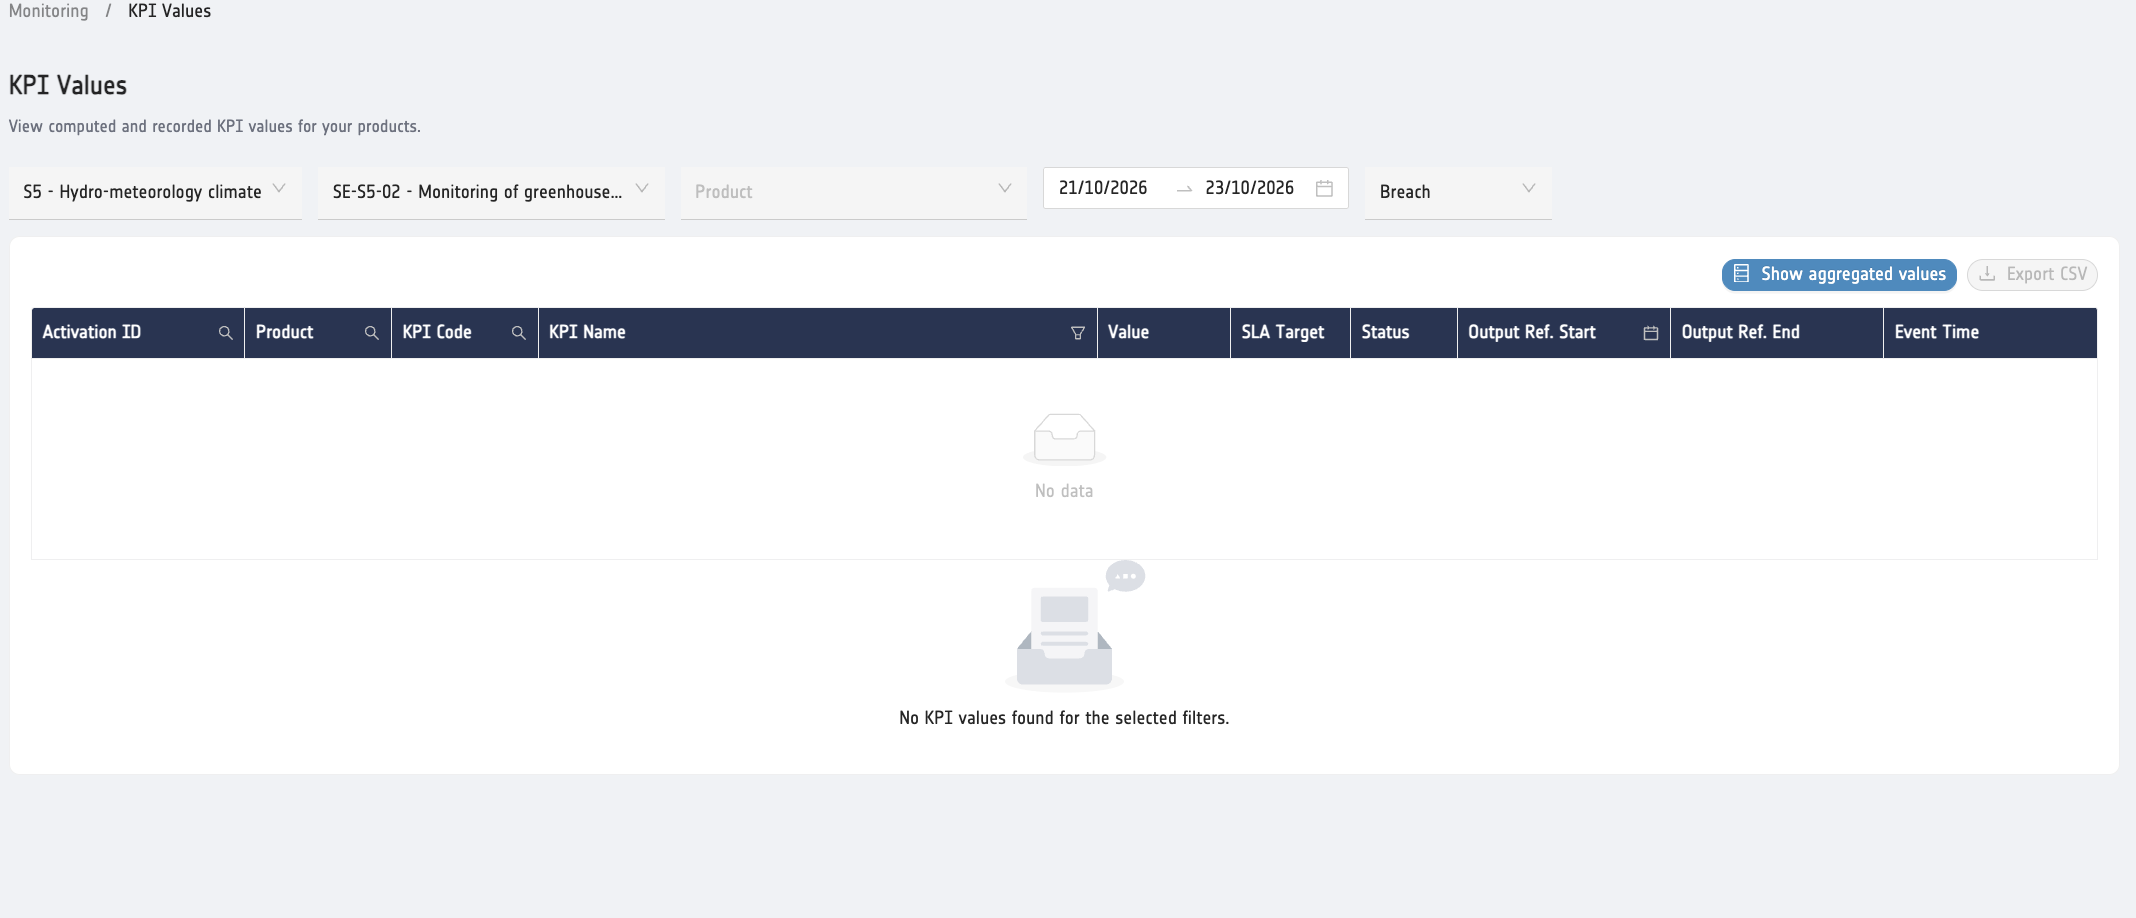 Monitoring / KPI Values
KPI Values
View computed and recorded KPI values for your products.
S5 - Hydro-meteorology climate
SE-S5-02 - Monitoring of greenhouse...
Product
21/10/2026 → 23/10/2026
Breach
Show aggregated values
Export CSV
Activation ID
Product
KPI Code
KPI Name
Value
SLA Target
Status
Output Ref. Start
Output Ref. End
Event Time
No data
No KPI values found for the selected filters.